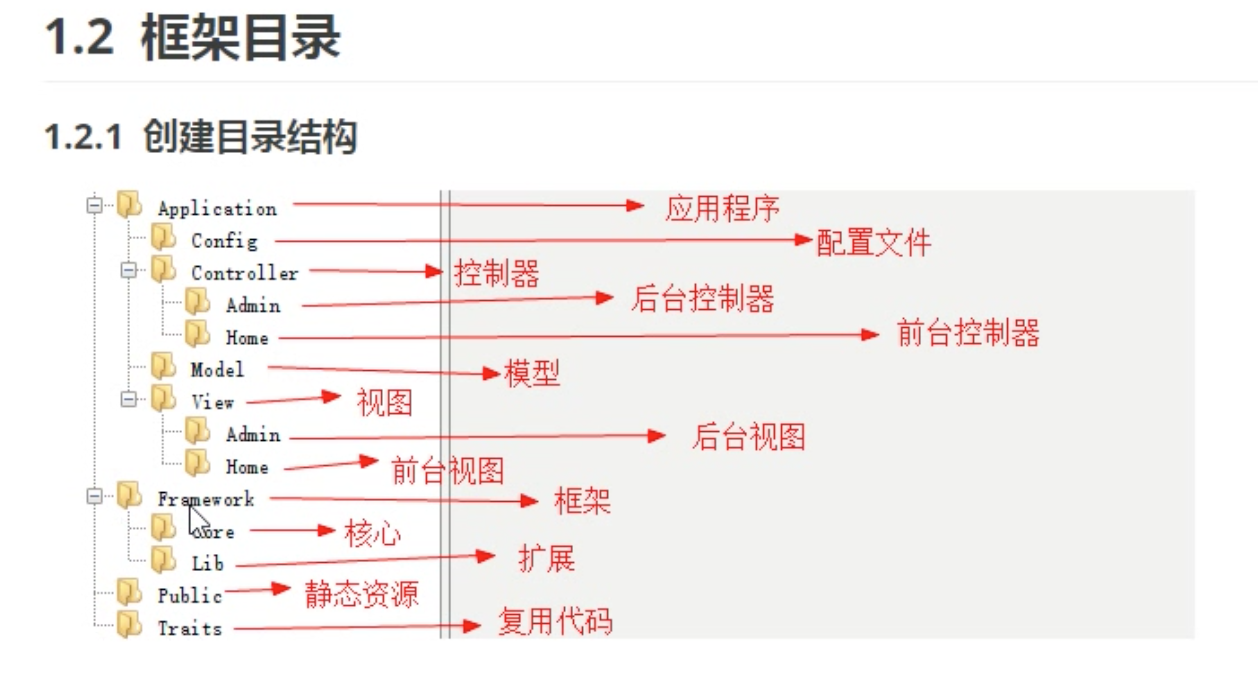 1.2 框架目录
1.2.1 创建目录结构
Application 应用程序
Config 配置文件
Controller 控制器
Admin 后台控制器
Home 前台控制器
Model 模型
View 视图
Admin 后台视图
Home 前台视图
Framework 框架
Core 核心
Lib 扩展
Public 静态资源
Traits 复用代码